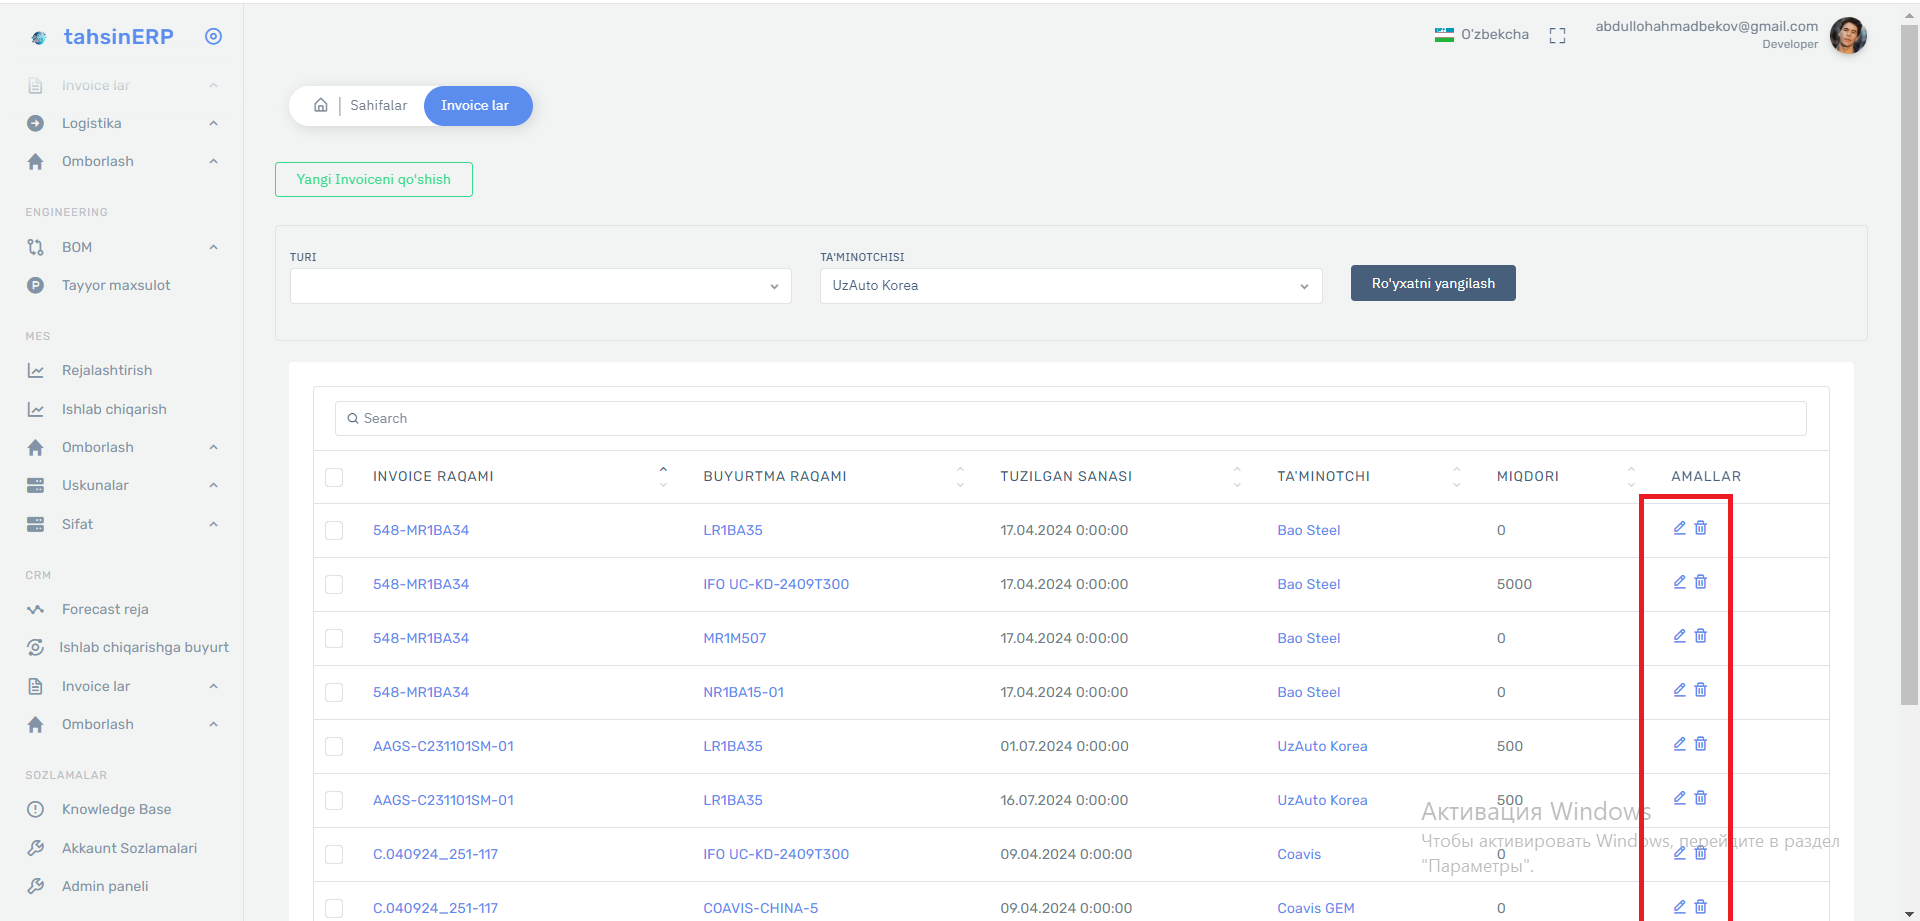 tahsinERP
O'zbekcha
abdullohahmadbekov@gmail.com
Developer
Invoice lar
Logistika
Omborlash
ENGINEERING
BOM
Tayyor maxsulot
MES
Rejalashtirish
Ishlab chiqarish
Omborlash
Uskunalar
Sifat
CRM
Forecast reja
Ishlab chiqarishga buyurt
Invoice lar
Omborlash
SOZLAMALAR
Knowledge Base
Akkaunt Sozlamalari
Admin paneli
Sahifalar Invoice lar
Yangi Invoiceni qo'shish
TURI
TA'MINOTCHISI
UzAuto Korea
Ro'yxatni yangilash
Search
INVOICE RAQAMI BUYURTMA RAQAMI TUZILGAN SANASI TA'MINOTCHI MIQDORI AMALLAR
548-MR1BA34 LR1BA35 17.04.2024 0:00:00 Bao Steel 0
548-MR1BA34 IFO UC-KD-2409T300 17.04.2024 0:00:00 Bao Steel 5000
548-MR1BA34 MR1M507 17.04.2024 0:00:00 Bao Steel 0
548-MR1BA34 NR1BA15-01 17.04.2024 0:00:00 Bao Steel 0
AAGS-C231101SM-01 LR1BA35 01.07.2024 0:00:00 UzAuto Korea 500
AAGS-C231101SM-01 LR1BA35 16.07.2024 0:00:00 UzAuto Korea 500
C.040924_251-117 IFO UC-KD-2409T300 09.04.2024 0:00:00 Coavis 0
C.040924_251-117 COAVIS-CHINA-5 09.04.2024 0:00:00 Coavis GEM 0
Активация Windows
Чтобы активировать Windows, перейдите в раздел
"Параметры".